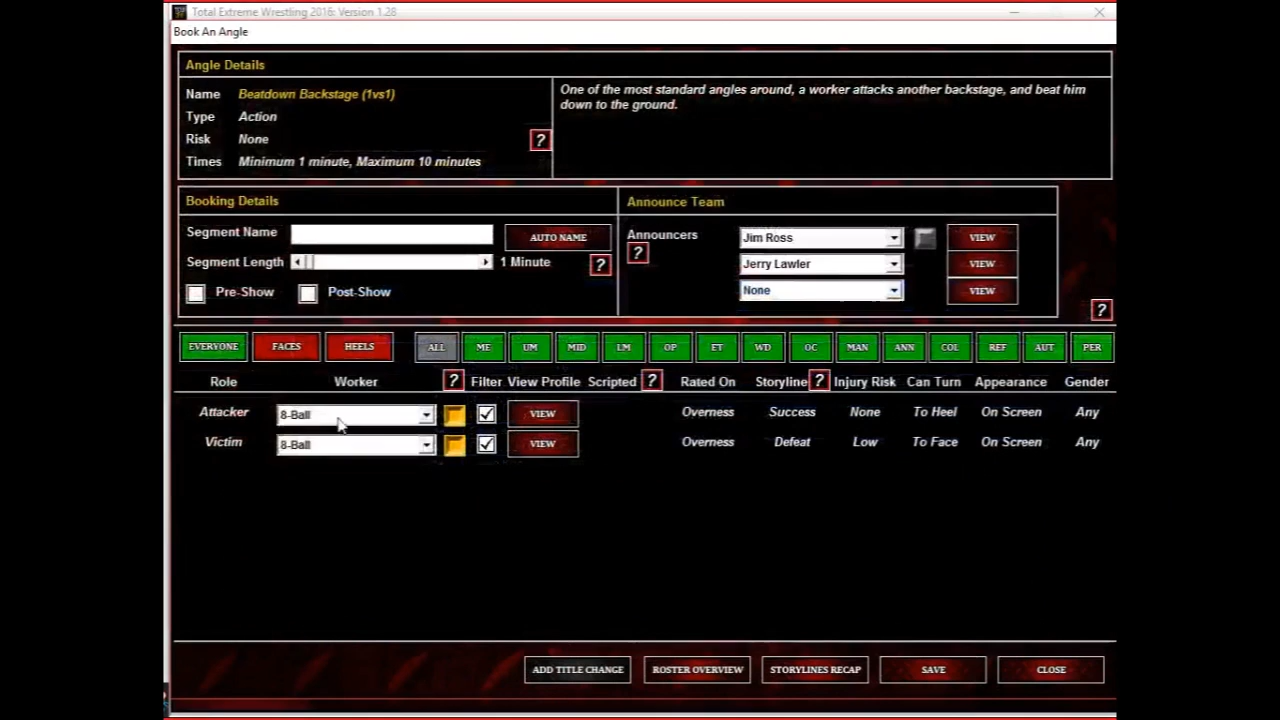 Total Extreme Wrestling 2016: Version 1.28
Book An Angle
Angle Details
Name Beatdown Backstage (1vs1)
Type Action
Risk None
?
Times Minimum 1 minute, Maximum 10 minutes
One of the most standard angles around, a worker attacks another backstage, and beat him
down to the ground.
Booking Details
Segment Name AUTO NAME
Segment Length 1 Minute ?
Pre-Show Post-Show
Announce Team
Announcers Jim Ross VIEW
? Jerry Lawler VIEW
None VIEW
?
EVERYONE FACES HEELS ALL ME UM MID LM OP ET WD OC MAN ANN COL REF AUT PER
Role Worker ? Filter View Profile Scripted ? Rated On Storyline ? Injury Risk Can Turn Appearance Gender
Attacker 8-Ball VIEW Overness Success None To Heel On Screen Any
Victim 8-Ball VIEW Overness Defeat Low To Face On Screen Any
ADD TITLE CHANGE ROSTER OVERVIEW STORYLINES RECAP SAVE CLOSE